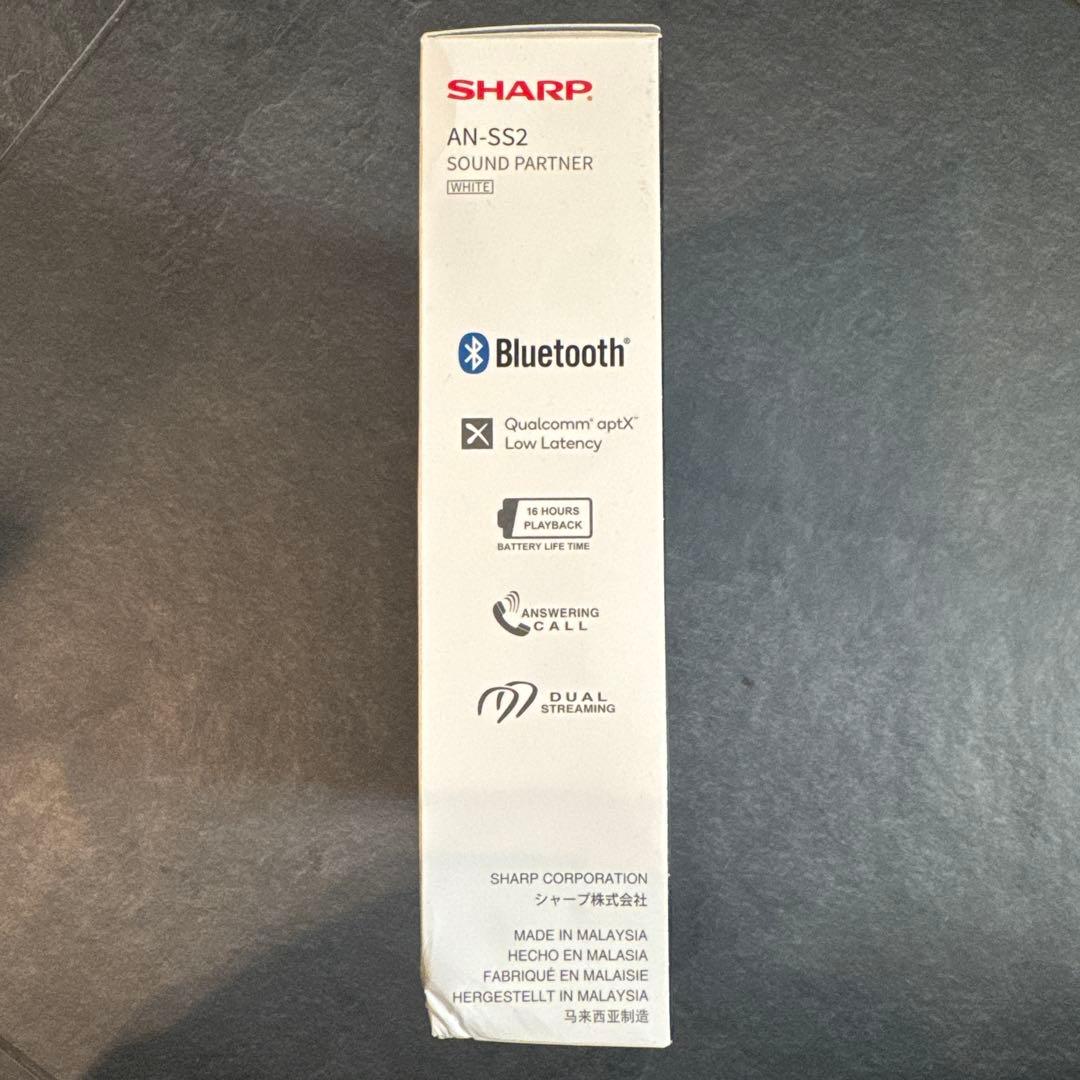 SHARP
AN-SS2
SOUND PARTNER
WHITE
Bluetooth®
Qualcomm® aptX™
Low Latency
16 HOURS
PLAYBACK
BATTERY LIFE TIME
ANSWERING
CALL
DUAL
STREAMING
SHARP CORPORATION
シャープ株式会社
MADE IN MALAYSIA
HECHO EN MALASIA
FABRIQUÉ EN MALAISIE
HERGESTELLT IN MALAYSIA
马来西亚制造